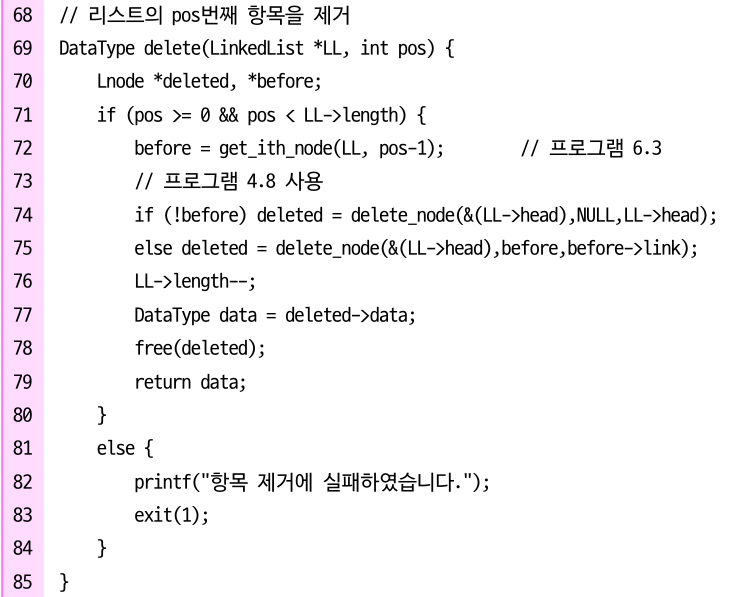 68 // 리스트의 pos번째 항목을 제거
69 DataType delete(LinkedList *LL, int pos) {
70     Lnode *deleted, *before;
71     if (pos >= 0 && pos < LL->length) {
72         before = get_ith_node(LL, pos-1);        // 프로그램 6.3
73         // 프로그램 4.8 사용
74         if (!before) deleted = delete_node(&(LL->head),NULL,LL->head);
75         else deleted = delete_node(&(LL->head),before,before->link);
76         LL->length--;
77         DataType data = deleted->data;
78         free(deleted);
79         return data;
80     }
81     else {
82         printf("항목 제거에 실패하였습니다.");
83         exit(1);
84     }
85 }